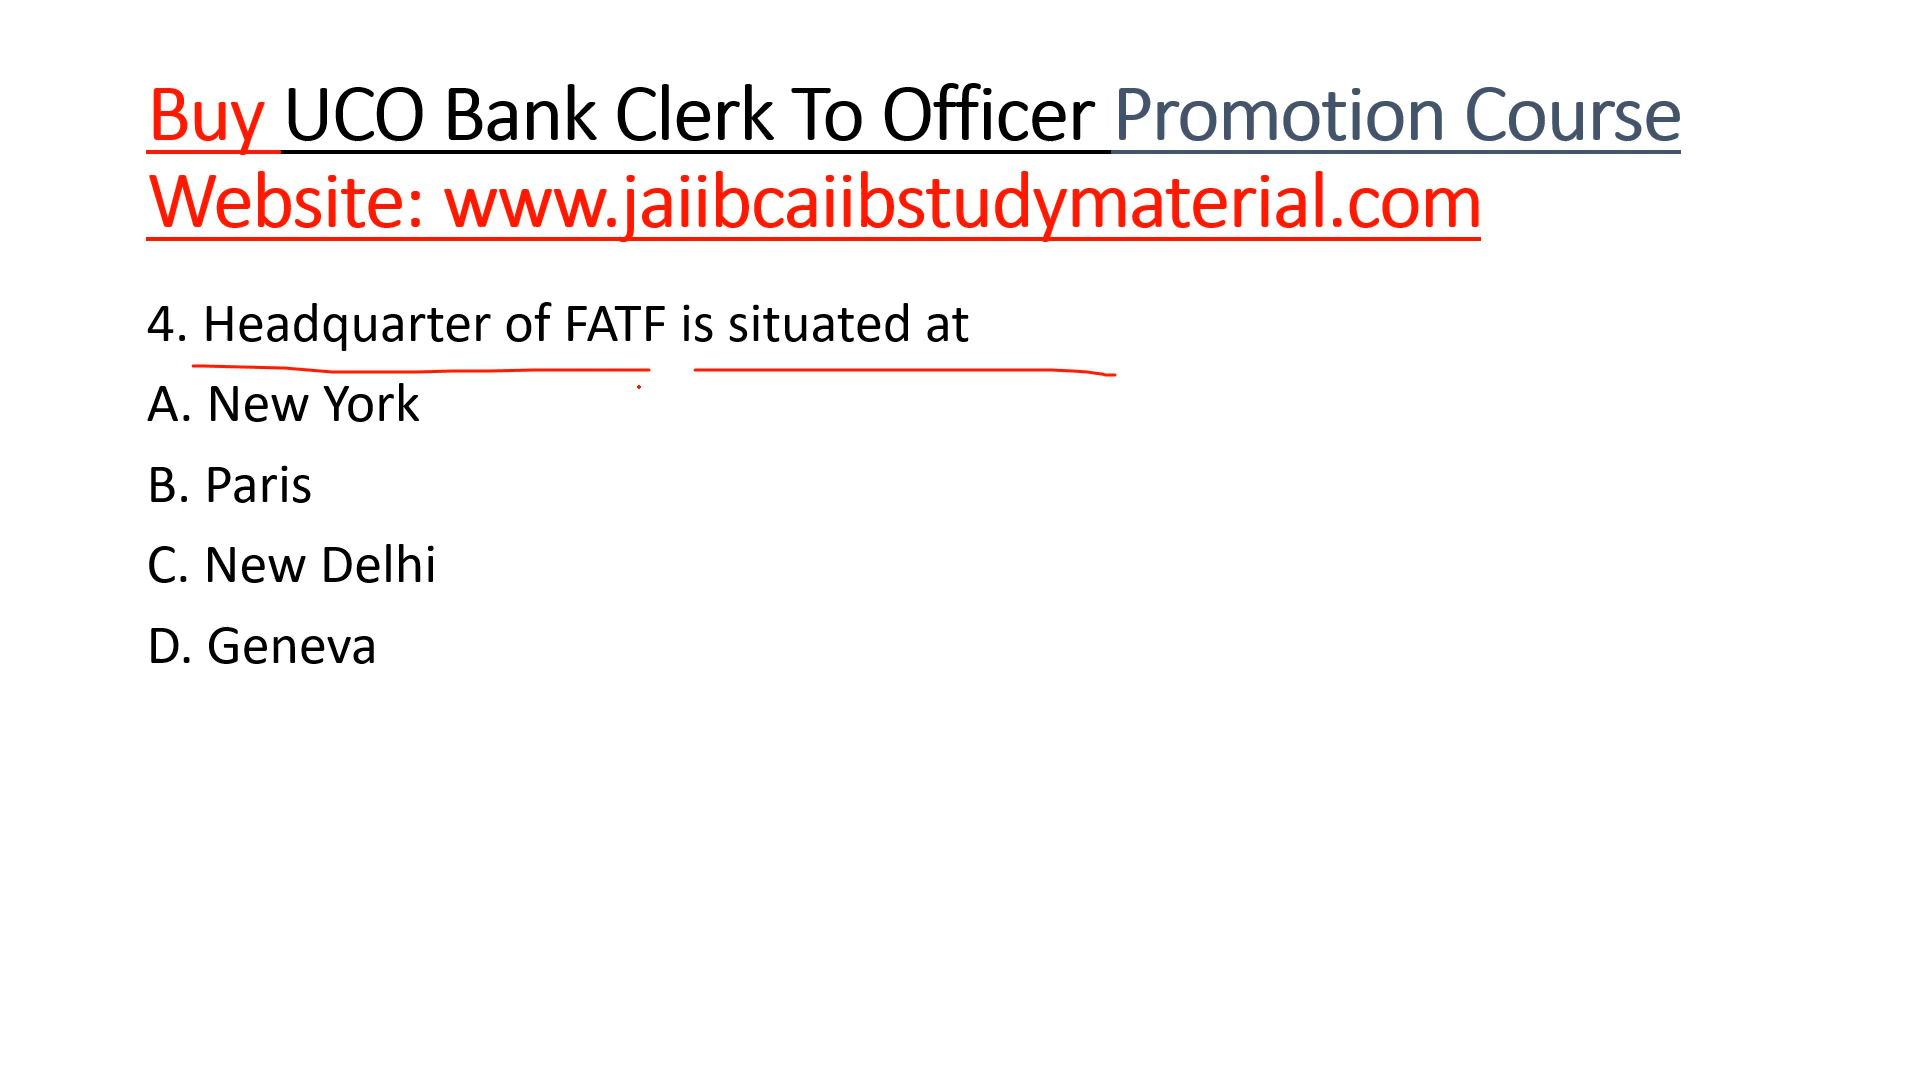 Buy UCO Bank Clerk To Officer Promotion Course
Website: www.jaiibcaiibstudymaterial.com
4. Headquarter of FATF is situated at
A. New York
B. Paris
C. New Delhi
D. Geneva